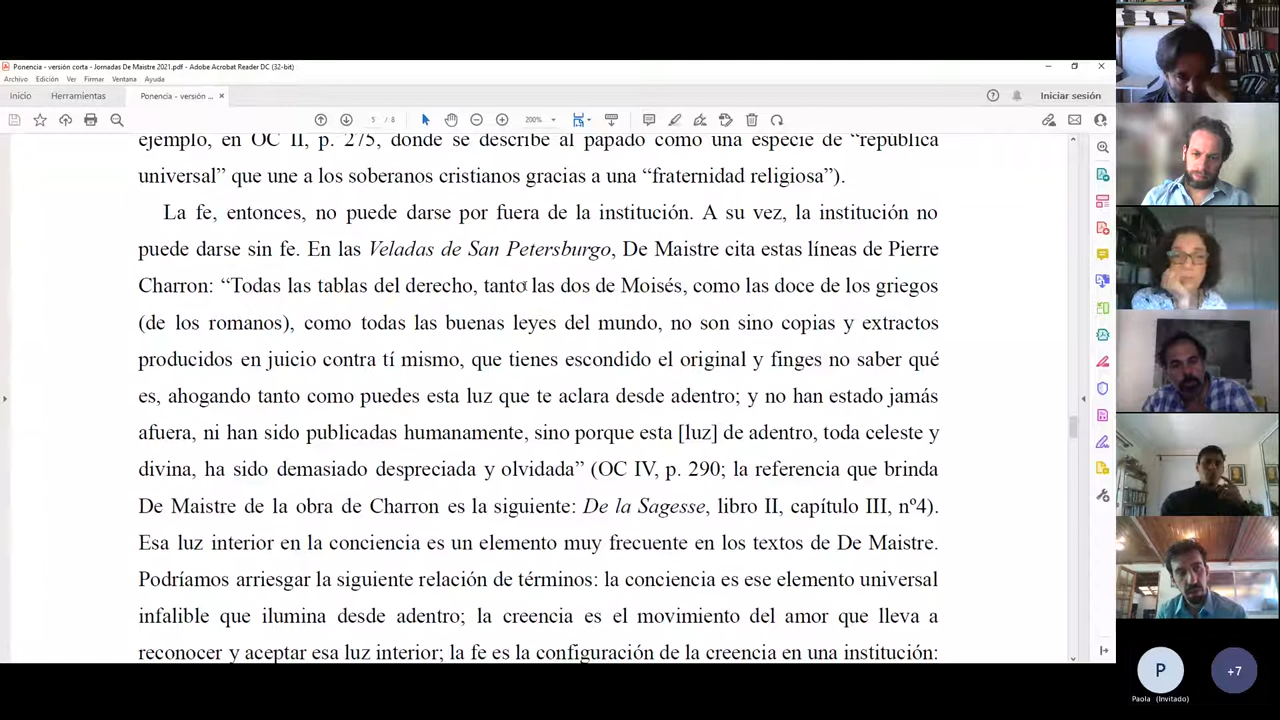 Ponencia - versión corta - Jornadas De Maistre 2021.pdf - Adobe Acrobat Reader DC (32-bit)
Archivo Edición Ver Firmar Ventana Ayuda
Inicio Herramientas Ponencia - versión ... Iniciar sesión
5 / 8 200%
ejemplo, en OC II, p. 275, donde se describe al papado como una especie de “república
universal” que une a los soberanos cristianos gracias a una “fraternidad religiosa”).
La fe, entonces, no puede darse por fuera de la institución. A su vez, la institución no
puede darse sin fe. En las Veladas de San Petersburgo, De Maistre cita estas líneas de Pierre
Charron: “Todas las tablas del derecho, tanto las dos de Moisés, como las doce de los griegos
(de los romanos), como todas las buenas leyes del mundo, no son sino copias y extractos
producidos en juicio contra tí mismo, que tienes escondido el original y finges no saber qué
es, ahogando tanto como puedes esta luz que te aclara desde adentro; y no han estado jamás
afuera, ni han sido publicadas humanamente, sino porque esta [luz] de adentro, toda celeste y
divina, ha sido demasiado despreciada y olvidada” (OC IV, p. 290; la referencia que brinda
De Maistre de la obra de Charron es la siguiente: De la Sagesse, libro II, capítulo III, nº4).
Esa luz interior en la conciencia es un elemento muy frecuente en los textos de De Maistre.
Podríamos arriesgar la siguiente relación de términos: la conciencia es ese elemento universal
infalible que ilumina desde adentro; la creencia es el movimiento del amor que lleva a
reconocer y aceptar esa luz interior; la fe es la configuración de la creencia en una institución:
P +7
Paola (Invitado)